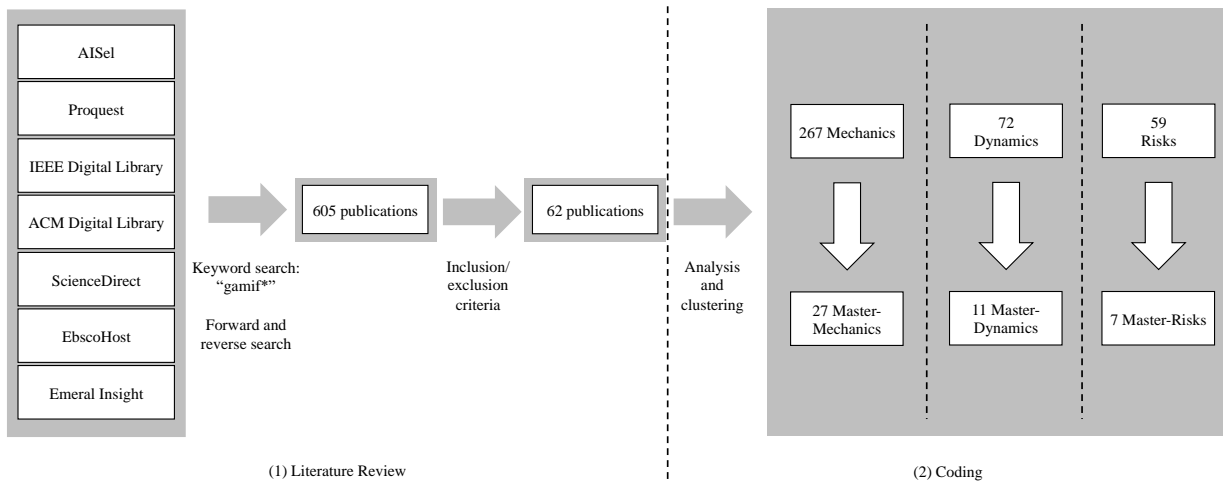 AISel
Proquest
IEEE Digital Library
ACM Digital Library
ScienceDirect
EbscoHost
Emeral Insight
Keyword search:
“gamif*”
Forward and
reverse search
605 publications
Inclusion/
exclusion
criteria
62 publications
Analysis
and
clustering
267 Mechanics
72
Dynamics
59
Risks
27 Master-
Mechanics
11 Master-
Dynamics
7 Master-Risks
(1) Literature Review
(2) Coding